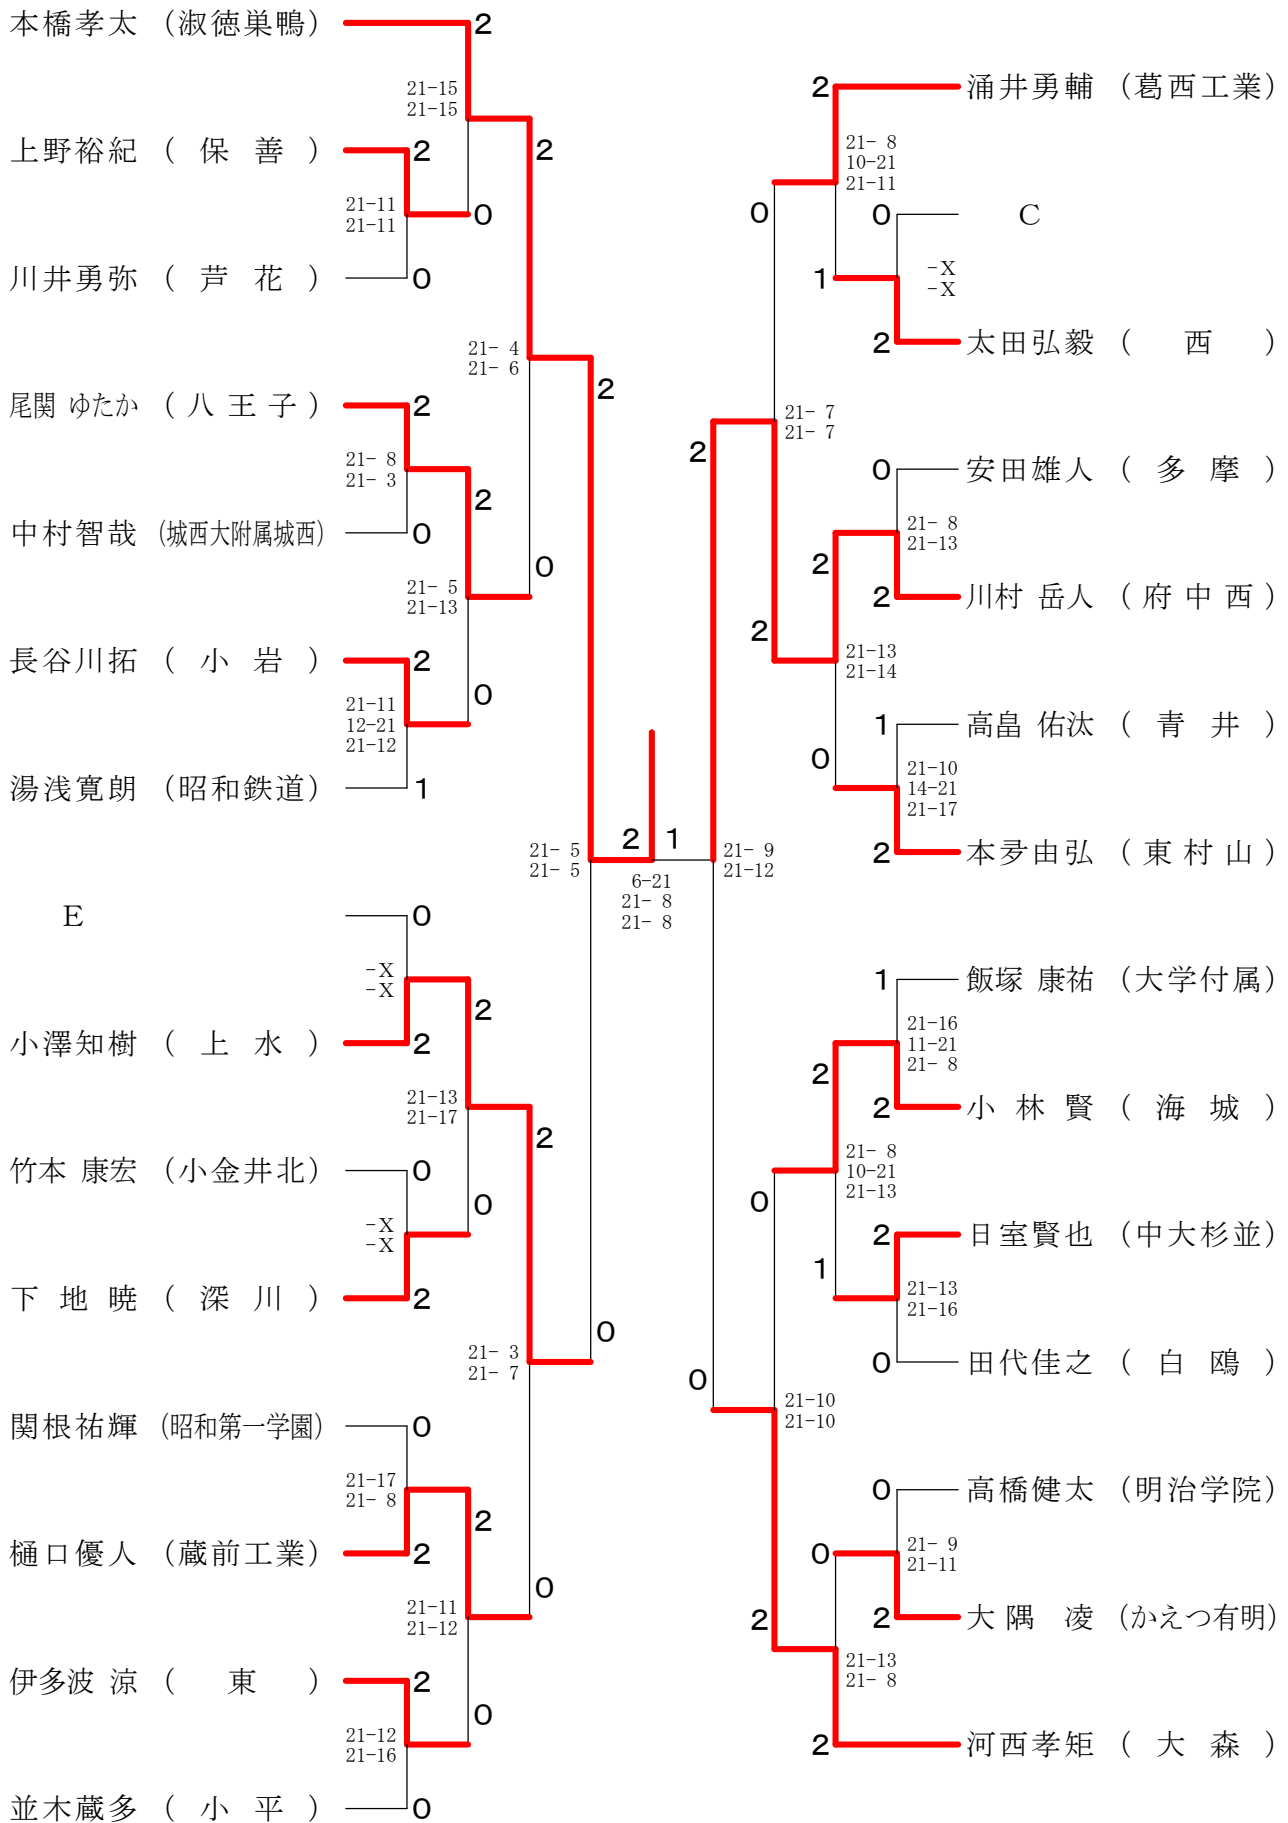 本橋孝太 (淑徳巣鴨) 2
21-15
21-15
上野裕紀 ( 保 善 ) 2
2
21-11
21-11
0
川井勇弥 ( 芦 花 ) 0
21- 4
21- 6
2
尾関 ゆたか ( 八 王 子 ) 2
21- 8
21- 3
2
中村智哉 (城西大附属城西) 0
0
21- 5
21-13
長谷川拓 ( 小 岩 ) 2
0
21-11
12-21
21-12
湯浅寛朗 (昭和鉄道) 1
21- 5
21- 5
E 0
-X
-X
2
小澤知樹 ( 上 水 ) 2
21-13
21-17
2
竹本 康宏 (小金井北) 0
0
-X
-X
下 地 暁 ( 深 川 ) 2
0
21- 3
21- 7
関根祐輝 (昭和第一学園) 0
21-17
21- 8
2
樋口優人 (蔵前工業) 2
0
21-11
21-12
伊多波 涼 ( 東 ) 2
0
21-12
21-16
並木蔵多 ( 小 平 ) 0
2 1
6-21
21- 8
21- 8
2 涌井勇輔 (葛西工業)
21- 8
10-21
21-11
0
0 C
1
-X
-X
2 太田弘毅 ( 西 )
21- 7
21- 7
2
0 安田雄人 ( 多 摩 )
21- 8
21-13
2
2 川村 岳人 ( 府 中 西 )
2
21-13
21-14
1 高畠 佑汰 ( 青 井 )
0
21-10
14-21
21-17
2 本多由弘 ( 東 村 山 )
21- 9
21-12
1 飯塚 康祐 (大学付属)
21-16
11-21
21- 8
2
2 小 林 賢 ( 海 城 )
21- 8
10-21
21-13
0
2 日室賢也 (中大杉並)
1
21-13
21-16
0 田代佳之 ( 白 鴎 )
0
21-10
21-10
0 高橋健太 (明治学院)
21- 9
21-11
0
2 大 隅 凌 (かえつ有明)
2
21-13
21- 8
2 河西孝矩 ( 大 森 )